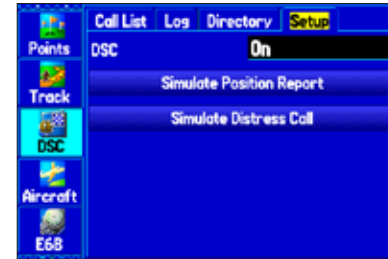 Call List Log Directory Setup
Points
DSC On
Simulate Position Report
Track
Simulate Distress Call
DSC
Aircraft
E6B